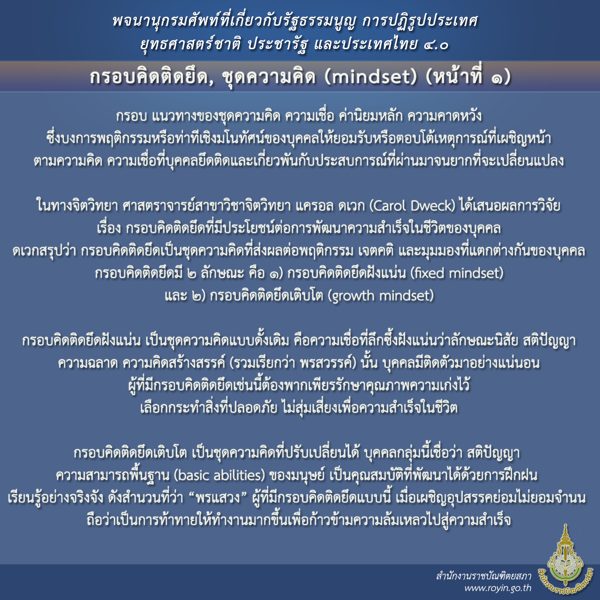 พจนานุกรมศัพท์ที่เกี่ยวกับรัฐธรรมนูญ การปฏิรูปประเทศ
ยุทธศาสตร์ชาติ ประชารัฐ และประเทศไทย ๔.๐
กรอบคิดติดยึด, ชุดความคิด (mindset) (หน้าที่ ๑)
กรอบ แนวทางของชุดความคิด ความเชื่อ ค่านิยมหลัก ความคาดหวัง
ซึ่งบงการพฤติกรรมหรือท่าทีเชิงมโนทัศน์ของบุคคลให้ยอมรับหรือตอบโต้เหตุการณ์ที่เผชิญหน้า
ตามความคิด ความเชื่อที่บุคคลยึดติดและเกี่ยวพันกับประสบการณ์ที่ผ่านมาจนยากที่จะเปลี่ยนแปลง
ในทางจิตวิทยา ศาสตราจารย์สาขาวิชาจิตวิทยา แครอล ดเวก (Carol Dweck) ได้เสนอผลการวิจัย
เรื่อง กรอบคิดติดยึดที่มีประโยชน์ต่อการพัฒนาความสำเร็จในชีวิตของบุคคล
ดเวกสรุปว่า กรอบคิดติดยึดเป็นชุดความคิดที่ส่งผลต่อพฤติกรรม เจตคติ และมุมมองที่แตกต่างกันของบุคคล
กรอบคิดติดยึดมี ๒ ลักษณะ คือ ๑) กรอบคิดติดยึดฝังแน่น (fixed mindset)
และ ๒) กรอบคิดติดยึดเติบโต (growth mindset)
กรอบคิดติดยึดฝังแน่น เป็นชุดความคิดแบบดั้งเดิม คือความเชื่อที่ลึกซึ้งฝังแน่นว่าลักษณะนิสัย สติปัญญา
ความฉลาด ความคิดสร้างสรรค์ (รวมเรียกว่า พรสวรรค์) นั้น บุคคลมีติดตัวมาอย่างแน่นอน
ผู้ที่มีกรอบคิดติดยึดเช่นนี้ต้องพากเพียรรักษาคุณภาพความเก่งไว้
เลือกกระทำสิ่งที่ปลอดภัย ไม่สุ่มเสี่ยงเพื่อความสำเร็จในชีวิต
กรอบคิดติดยึดเติบโต เป็นชุดความคิดที่ปรับเปลี่ยนได้ บุคคลกลุ่มนี้เชื่อว่า สติปัญญา
ความสามารถพื้นฐาน (basic abilities) ของมนุษย์ เป็นคุณสมบัติที่พัฒนาได้ด้วยการฝึกฝน
เรียนรู้อย่างจริงจัง ดังสำนวนที่ว่า “พรแสวง” ผู้ที่มีกรอบคิดติดยึดแบบนี้ เมื่อเผชิญอุปสรรคย่อมไม่ยอมจำนน
ถือว่าเป็นการท้าทายให้ทำงานมากขึ้นเพื่อก้าวข้ามความล้มเหลวไปสู่ความสำเร็จ
สำนักงานราชบัณฑิตยสภา
www.royin.go.th